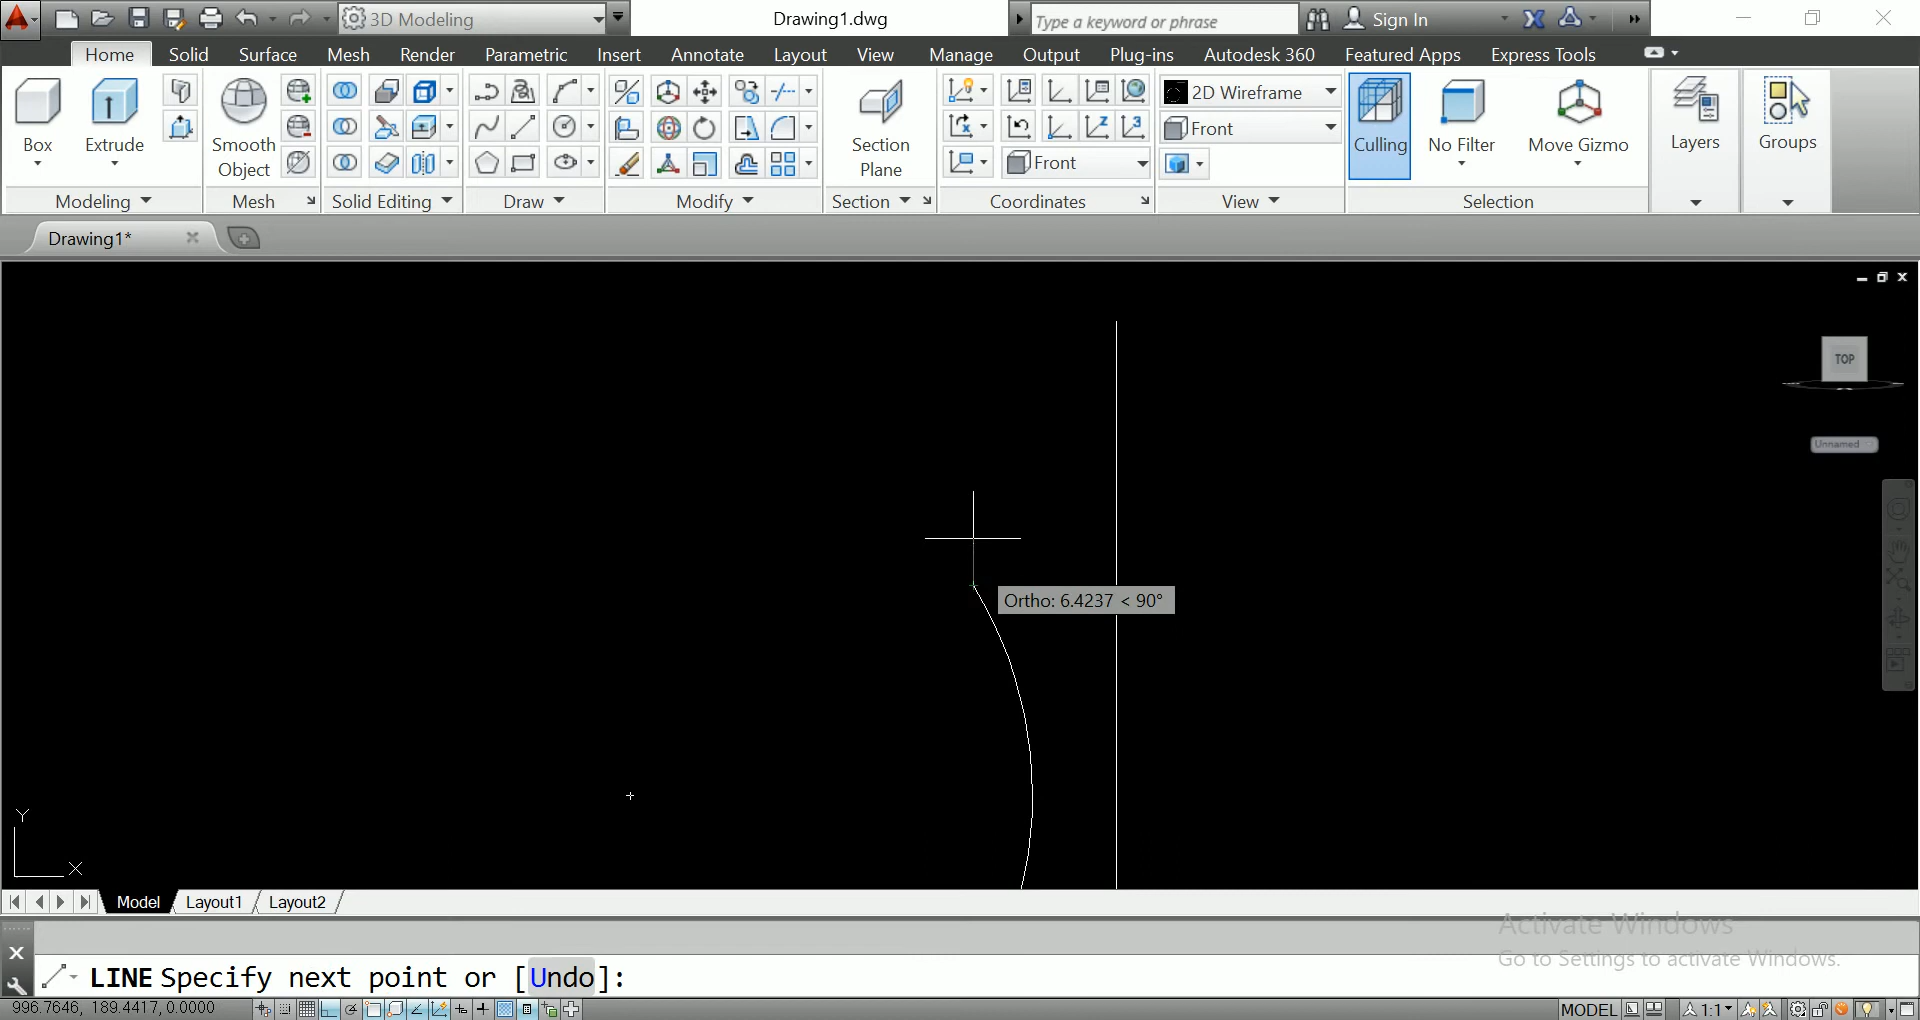 3D Modeling Drawing1.dwg Type a keyword or phrase Sign In
Home Solid Surface Mesh Render Parametric Insert Annotate Layout View Manage Output Plug-ins Autodesk 360 Featured Apps Express Tools
2D Wireframe
Front
Box Extrude Smooth Object Section Plane Culling No Filter Move Gizmo Layers Groups
Front
Modeling Mesh Solid Editing Draw Modify Section Coordinates View Selection
Drawing1*
TOP
Unnamed
Ortho: 6.4237 < 90°
Y
X
Model Layout1 Layout2
Activate Windows
Go to Settings to activate Windows.
LINE Specify next point or [Undo]:
996.7646, 189.4417, 0.0000 MODEL 1:1